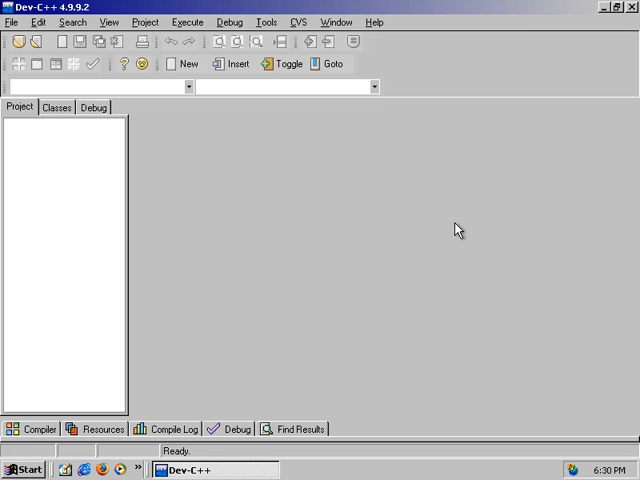 Dev-C++ 4.9.9.2
File Edit Search View Project Execute Debug Tools CVS Window Help
New Insert Toggle Goto
Project Classes Debug
Compiler Resources Compile Log Debug Find Results
Ready.
Start » Dev-C++ 6:30 PM